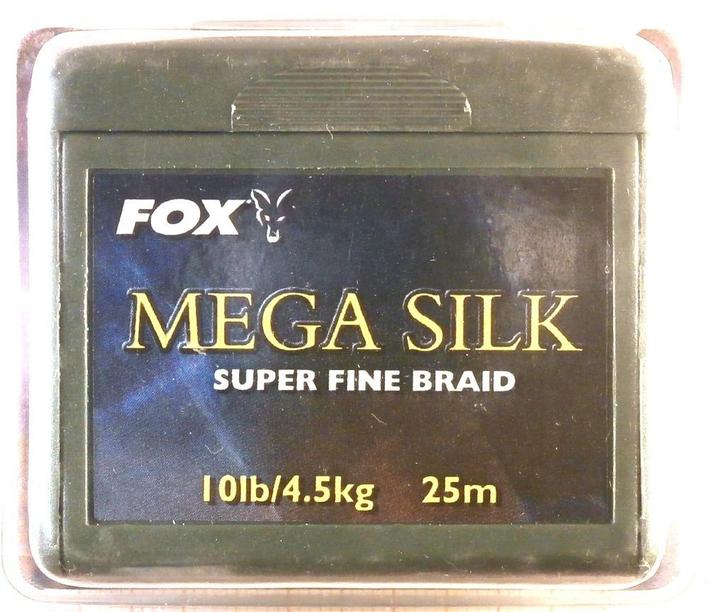 FOX
MEGA SILK
SUPER FINE BRAID
10lb/4.5kg 25m